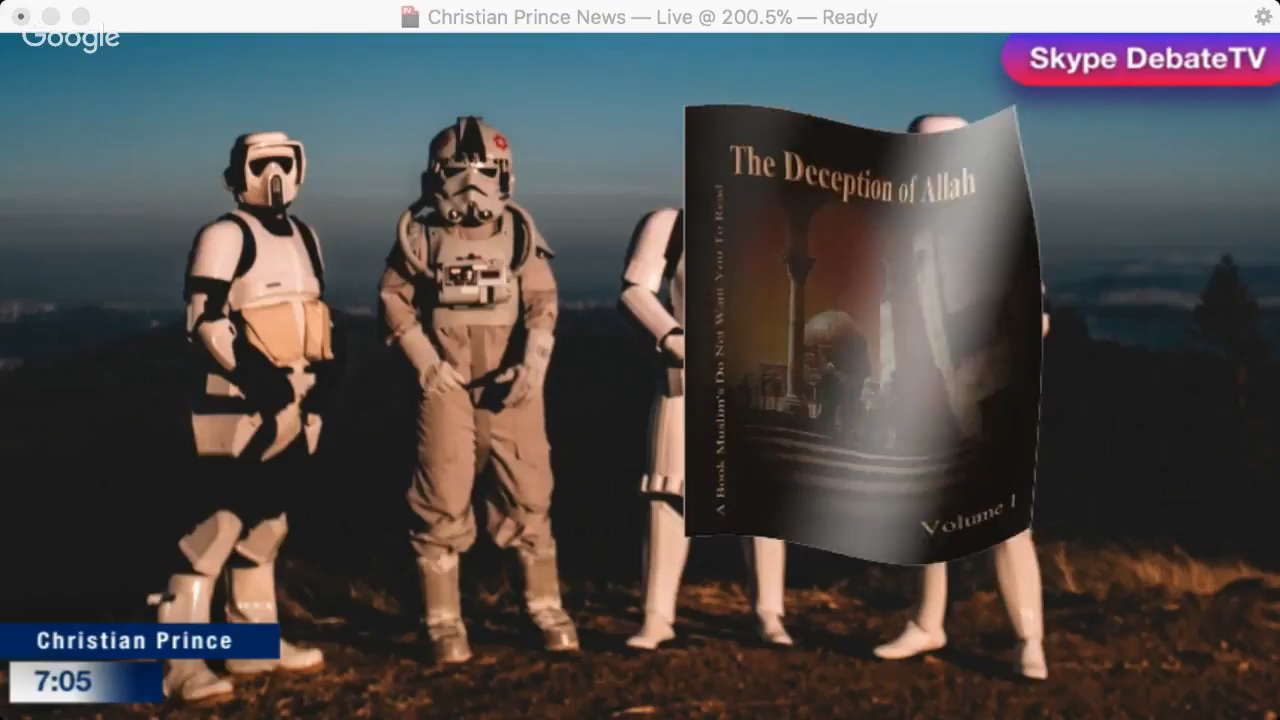 Christian Prince News — Live @ 200.5% — Ready
Google
Skype DebateTV
The Deception of Allah
A Book Muslim's Do Not Want You To Read
Volume 1
Christian Prince
7:05